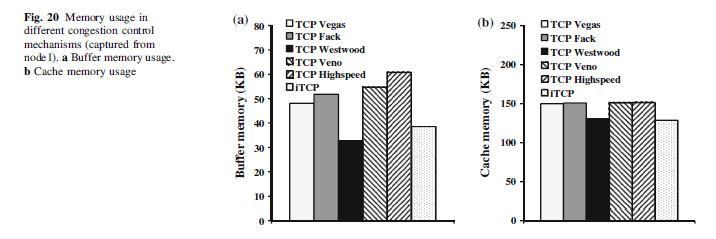 Fig. 20 Memory usage in
different congestion control
mechanisms (captured from
node1). a Buffer memory usage.
b Cache memory usage
(a)
Buffer memory (KB)
80
70
60
50
40
30
20
10
0
TCP Vegas
TCP Fack
TCP Westwood
TCP Veno
TCP Highspeed
iTCP
(b)
Cache memory (KB)
250
200
150
100
50
0
TCP Vegas
TCP Fack
TCP Westwood
TCP Veno
TCP Highspeed
iTCP